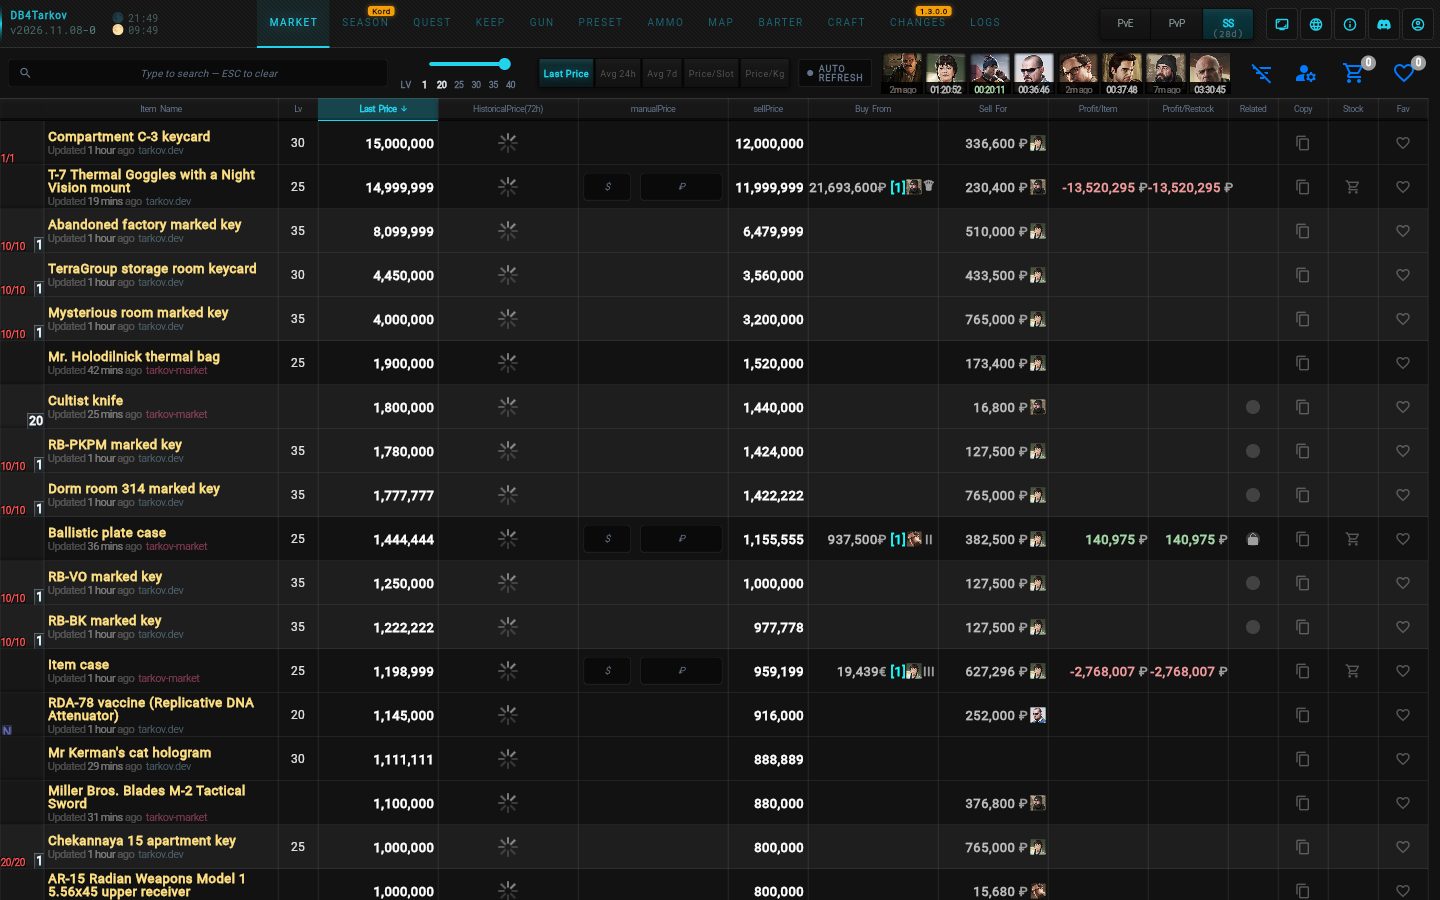 DB4Tarkov
v2026.11.08-0
21:49
09:49
MARKET
SEASON
Kord
QUEST
KEEP
GUN
PRESET
AMMO
MAP
BARTER
CRAFT
CHANGES
1.3.0.0
LOGS
PvE
PvP
SS
(28d)
Type to search — ESC to clear
LV 1 20 25 30 35 40
Last Price
Avg 24h
Avg 7d
Price/Slot
Price/Kg
AUTO
REFRESH
2m ago
01:20:52
00:20:11
00:36:46
2m ago
00:37:48
7m ago
03:30:45
0
0
Item Name Lv Last Price ↓ HistoricalPrice(72h) manualPrice sellPrice Buy From Sell For Profit/Item Profit/Restock Related Copy Stock Fav
1/1
Compartment C-3 keycard
Updated 1 hour ago tarkov.dev
30 15,000,000 12,000,000 336,600 ₽
T-7 Thermal Goggles with a Night
Vision mount
Updated 19 mins ago tarkov.dev
25 14,999,999 $ ₽ 11,999,999 21,693,600₽ [1] 230,400 ₽ -13,520,295 ₽ -13,520,295 ₽
10/10 1
Abandoned factory marked key
Updated 1 hour ago tarkov.dev
35 8,099,999 6,479,999 510,000 ₽
10/10 1
TerraGroup storage room keycard
Updated 1 hour ago tarkov.dev
30 4,450,000 3,560,000 433,500 ₽
10/10 1
Mysterious room marked key
Updated 1 hour ago tarkov.dev
35 4,000,000 3,200,000 765,000 ₽
Mr. Holodilnick thermal bag
Updated 42 mins ago tarkov-market
25 1,900,000 1,520,000 173,400 ₽
20
Cultist knife
Updated 25 mins ago tarkov-market
1,800,000 1,440,000 16,800 ₽
10/10 1
RB-PKPM marked key
Updated 1 hour ago tarkov.dev
35 1,780,000 1,424,000 127,500 ₽
10/10 1
Dorm room 314 marked key
Updated 1 hour ago tarkov.dev
35 1,777,777 1,422,222 765,000 ₽
Ballistic plate case
Updated 36 mins ago tarkov-market
25 1,444,444 $ ₽ 1,155,555 937,500₽ [1] II 382,500 ₽ 140,975 ₽ 140,975 ₽
10/10 1
RB-VO marked key
Updated 1 hour ago tarkov.dev
35 1,250,000 1,000,000 127,500 ₽
10/10 1
RB-BK marked key
Updated 1 hour ago tarkov.dev
35 1,222,222 977,778 127,500 ₽
Item case
Updated 1 hour ago tarkov-market
25 1,198,999 $ ₽ 959,199 19,439€ [1] III 627,296 ₽ -2,768,007 ₽ -2,768,007 ₽
N
RDA-78 vaccine (Replicative DNA
Attenuator)
Updated 1 hour ago tarkov.dev
20 1,145,000 916,000 252,000 ₽
Mr Kerman's cat hologram
Updated 29 mins ago tarkov.dev
30 1,111,111 888,889
Miller Bros. Blades M-2 Tactical
Sword
Updated 31 mins ago tarkov-market
1,100,000 880,000 376,800 ₽
20/20 1
Chekannaya 15 apartment key
Updated 1 hour ago tarkov.dev
25 1,000,000 800,000 765,000 ₽
AR-15 Radian Weapons Model 1
5.56x45 upper receiver
1,000,000 800,000 15,680 ₽